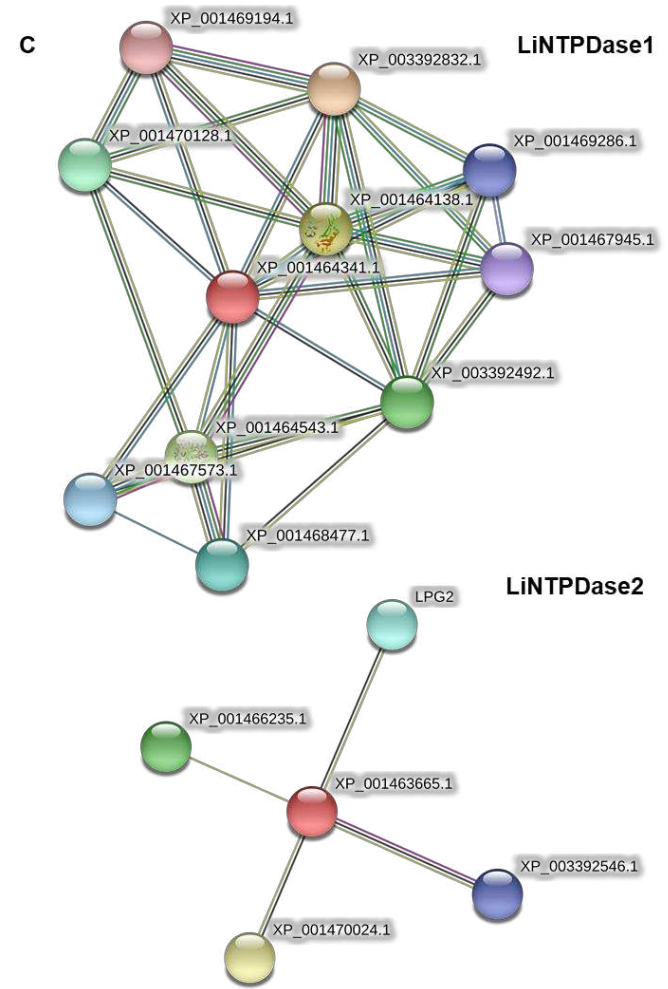 XP_001469194.1
C
LiNTPDase1
XP_003392832.1
XP_001470128.1
XP_001469286.1
XP_001464138.1
XP_001467945.1
XP_001464341.1
XP_003392492.1
XP_001464543.1
XP_001467573.1
XP_001468477.1
LiNTPDase2
LPG2
XP_001466235.1
XP_001463665.1
XP_003392546.1
XP_001470024.1